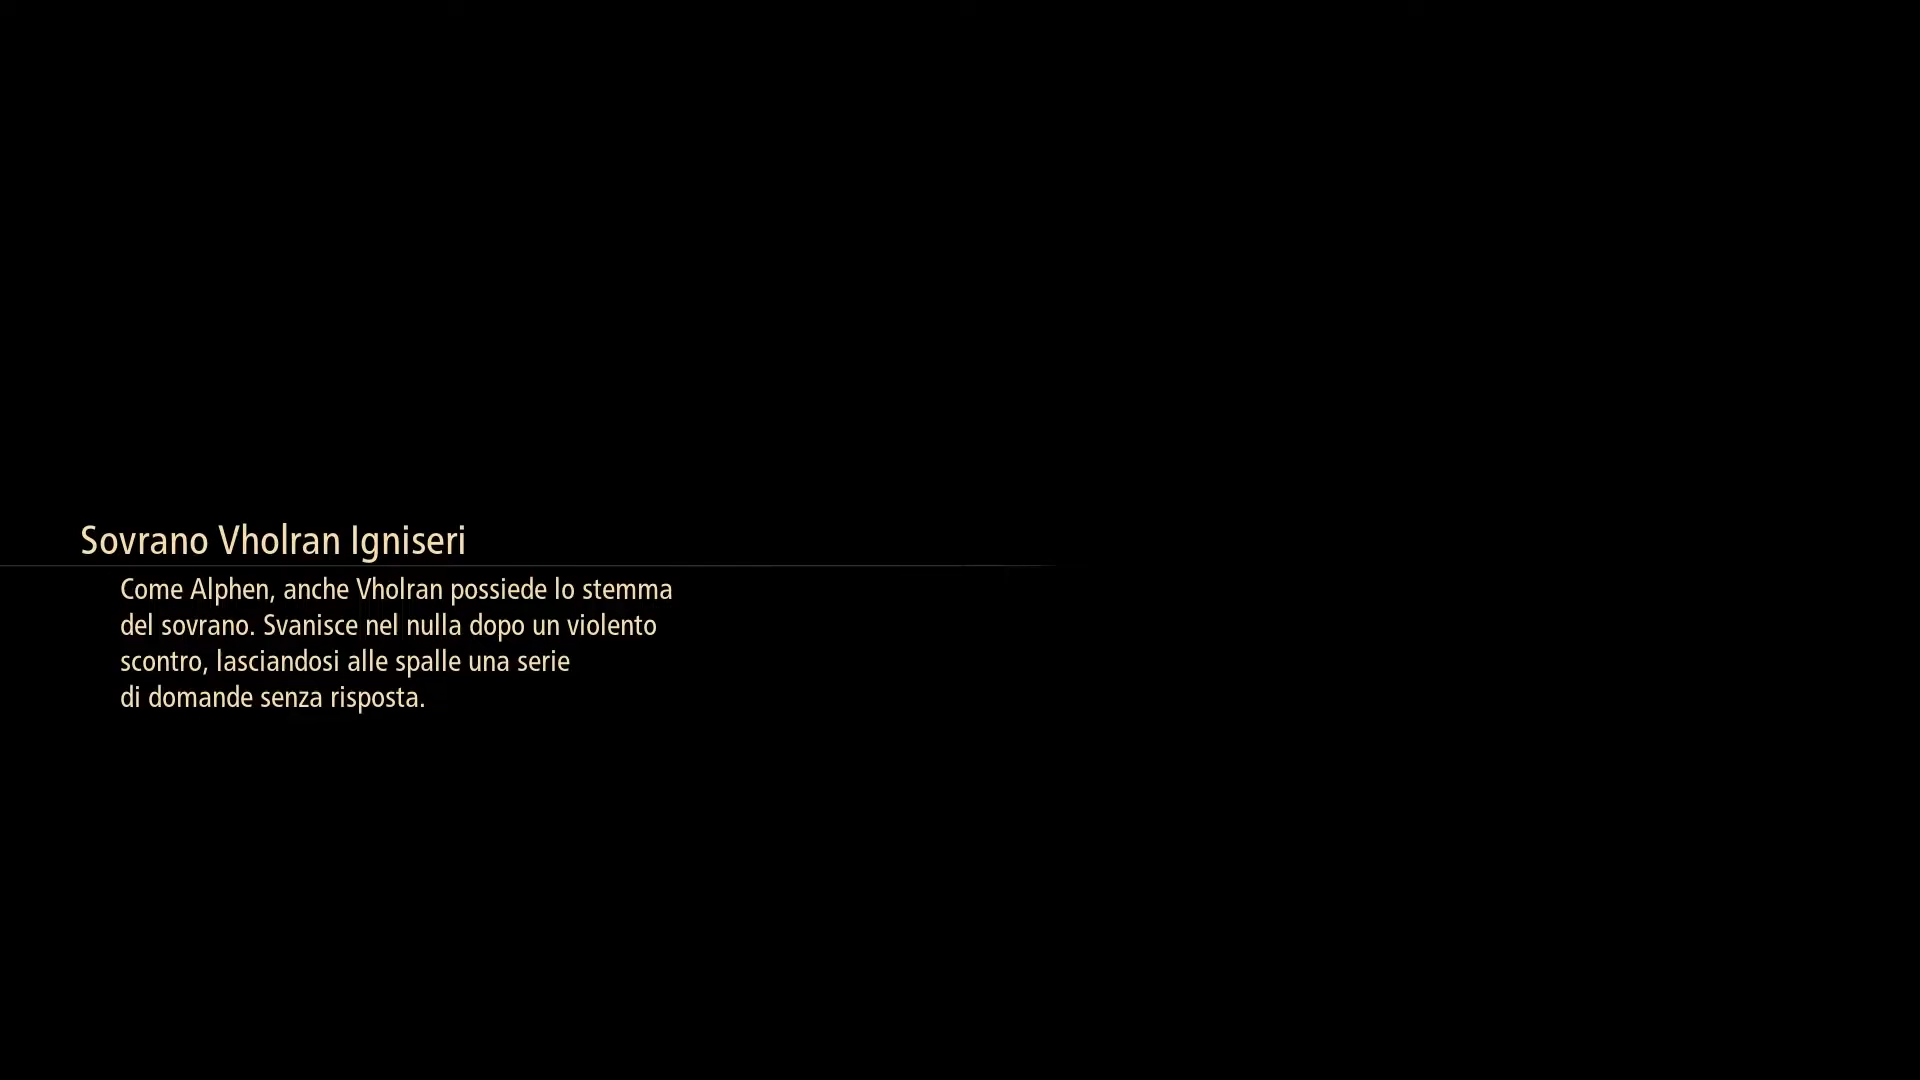 Sovrano Vholran Igniseri
Come Alphen, anche Vholran possiede lo stemma
del sovrano. Svanisce nel nulla dopo un violento
scontro, lasciandosi alle spalle una serie
di domande senza risposta.